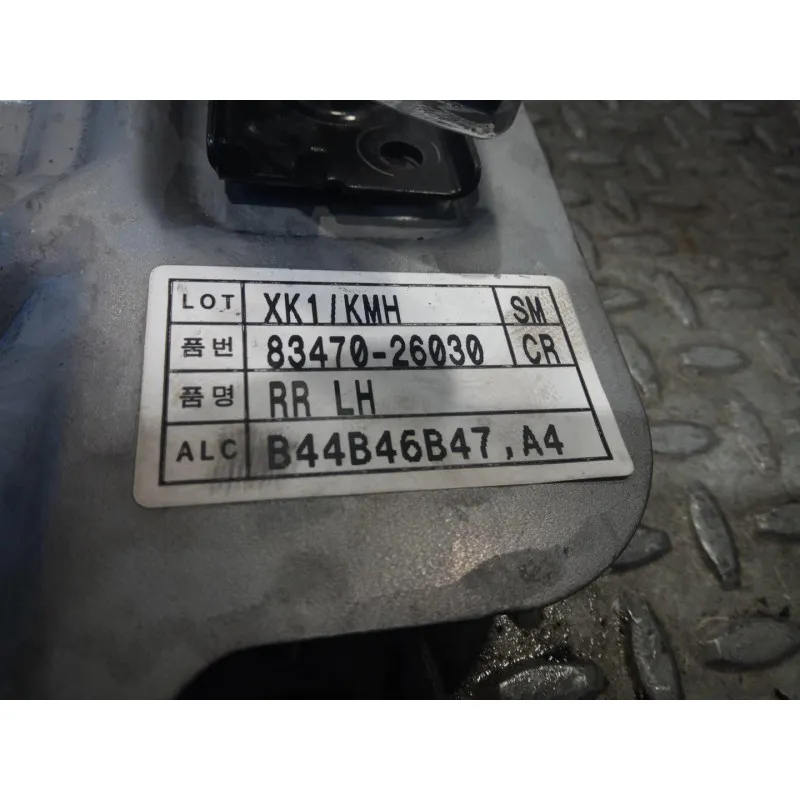 LOT XK1/KMH SM
품번 83470-26030 CR
품명 RR LH
ALC B44B46B47,A4